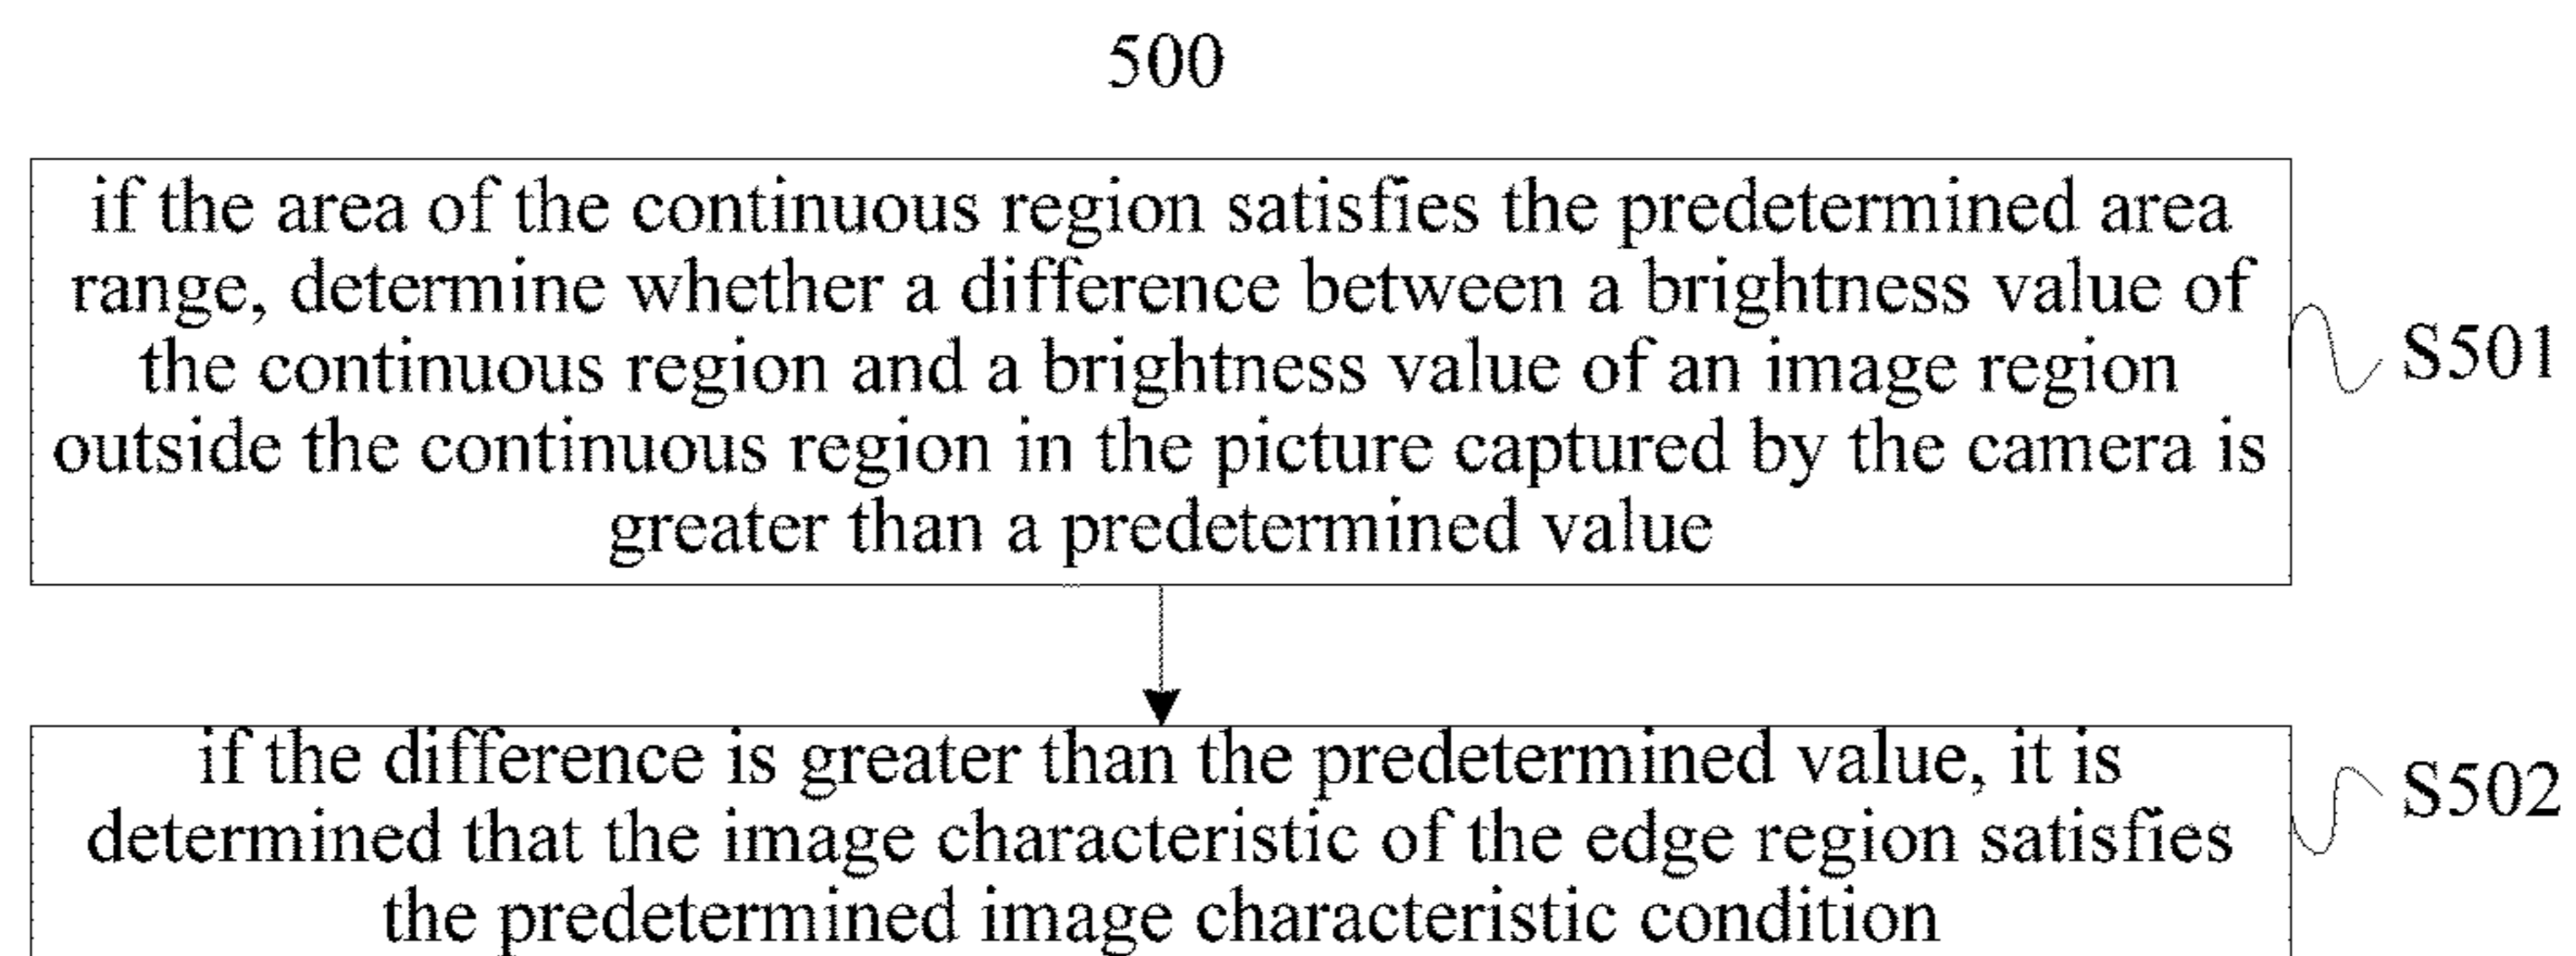 500
if the area of the continuous region satisfies the predetermined area
range, determine whether a difference between a brightness value of
the continuous region and a brightness value of an image region
outside the continuous region in the picture captured by the camera is
greater than a predetermined value
S501
if the difference is greater than the predetermined value, it is
determined that the image characteristic of the edge region satisfies
the predetermined image characteristic condition
S502